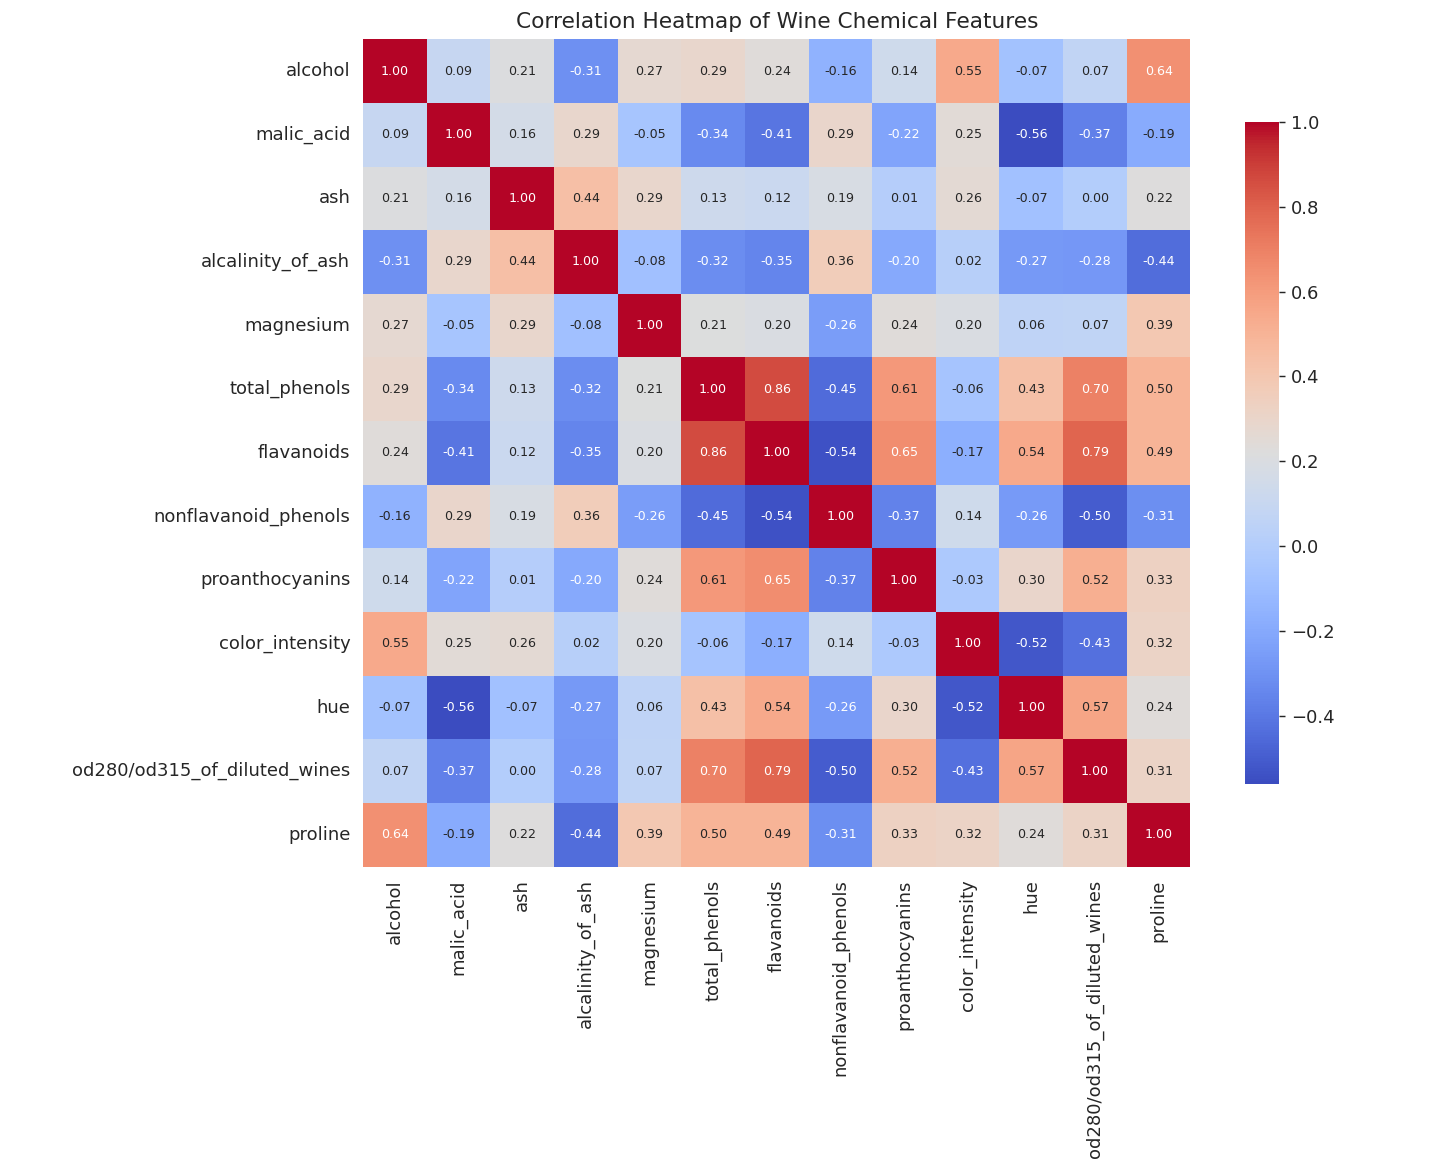 Correlation Heatmap of Wine Chemical Features
alcohol 1.00 0.09 0.21 -0.31 0.27 0.29 0.24 -0.16 0.14 0.55 -0.07 0.07 0.64
malic_acid 0.09 1.00 0.16 0.29 -0.05 -0.34 -0.41 0.29 -0.22 0.25 -0.56 -0.37 -0.19
ash 0.21 0.16 1.00 0.44 0.29 0.13 0.12 0.19 0.01 0.26 -0.07 0.00 0.22
alcalinity_of_ash -0.31 0.29 0.44 1.00 -0.08 -0.32 -0.35 0.36 -0.20 0.02 -0.27 -0.28 -0.44
magnesium 0.27 -0.05 0.29 -0.08 1.00 0.21 0.20 -0.26 0.24 0.20 0.06 0.07 0.39
total_phenols 0.29 -0.34 0.13 -0.32 0.21 1.00 0.86 -0.45 0.61 -0.06 0.43 0.70 0.50
flavanoids 0.24 -0.41 0.12 -0.35 0.20 0.86 1.00 -0.54 0.65 -0.17 0.54 0.79 0.49
nonflavanoid_phenols -0.16 0.29 0.19 0.36 -0.26 -0.45 -0.54 1.00 -0.37 0.14 -0.26 -0.50 -0.31
proanthocyanins 0.14 -0.22 0.01 -0.20 0.24 0.61 0.65 -0.37 1.00 -0.03 0.30 0.52 0.33
color_intensity 0.55 0.25 0.26 0.02 0.20 -0.06 -0.17 0.14 -0.03 1.00 -0.52 -0.43 0.32
hue -0.07 -0.56 -0.07 -0.27 0.06 0.43 0.54 -0.26 0.30 -0.52 1.00 0.57 0.24
od280/od315_of_diluted_wines 0.07 -0.37 0.00 -0.28 0.07 0.70 0.79 -0.50 0.52 -0.43 0.57 1.00 0.31
proline 0.64 -0.19 0.22 -0.44 0.39 0.50 0.49 -0.31 0.33 0.32 0.24 0.31 1.00
alcohol
malic_acid
ash
alcalinity_of_ash
magnesium
total_phenols
flavanoids
nonflavanoid_phenols
proanthocyanins
color_intensity
hue
od280/od315_of_diluted_wines
proline
1.0
0.8
0.6
0.4
0.2
0.0
−0.2
−0.4